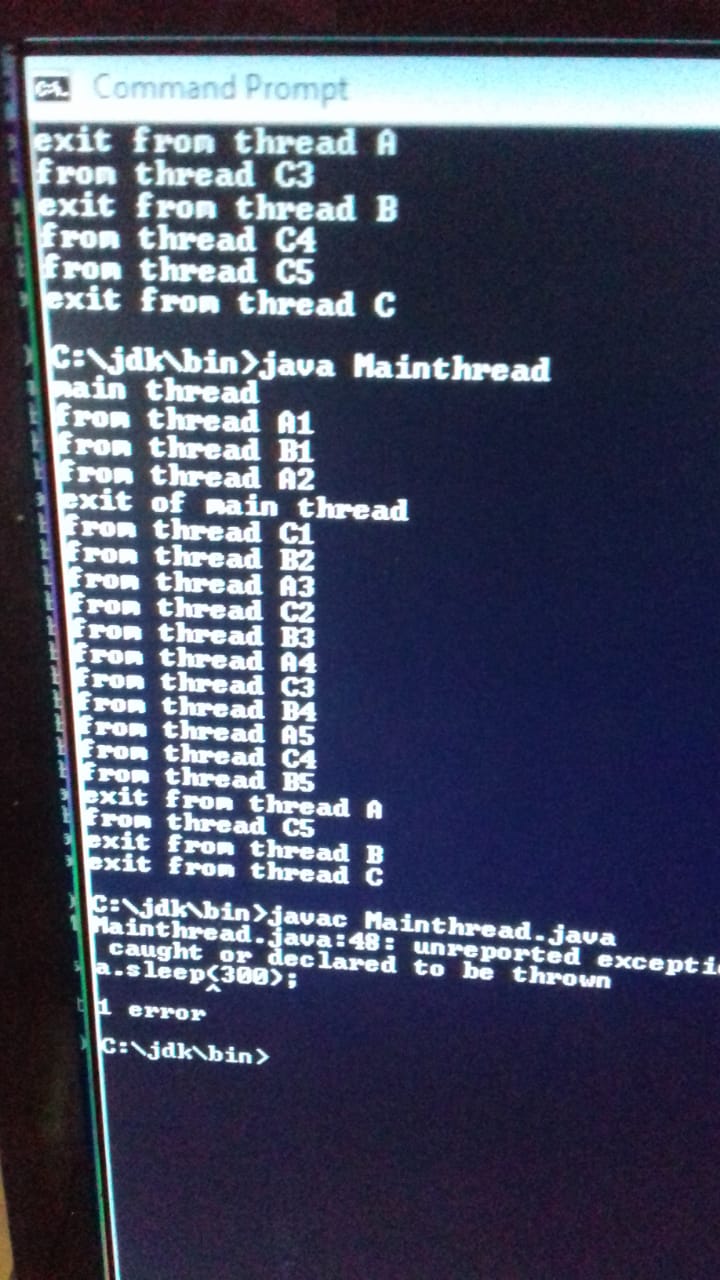 Command Prompt
exit from thread A
from thread C3
exit from thread B
from thread C4
from thread C5
exit from thread C
C:\jdk\bin>java Mainthread
main thread
from thread A1
from thread B1
from thread A2
exit of main thread
from thread C1
from thread B2
from thread A3
from thread C2
from thread B3
from thread A4
from thread C3
from thread B4
from thread A5
from thread C4
from thread B5
exit from thread A
from thread C5
exit from thread B
exit from thread C
C:\jdk\bin>javac Mainthread.java
Mainthread.java:48: unreported excepti
caught or declared to be thrown
a.sleep(300);
^
1 error
C:\jdk\bin>